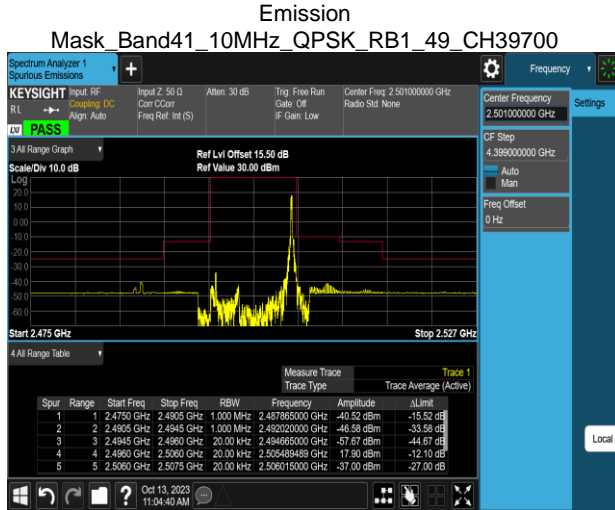 Emission
Mask_Band41_10MHz_QPSK_RB1_49_CH39700
Spectrum Analyzer 1
Spurious Emissions
Frequency
KEYSIGHT Input: RF Input Z: 50 Ω Atten: 30 dB Trig: Free Run Center Freq: 2.501000000 GHz
RL Coupling: DC Corr CCorr Gate: Off Radio Std: None
Align: Auto Freq Ref: Int (S) IF Gain: Low
LXI PASS
Center Frequency
2.501000000 GHz
Settings
CF Step
4.399000000 GHz
Auto
Man
Freq Offset
0 Hz
3 All Range Graph
Ref Lvl Offset 15.50 dB
Scale/Div 10.0 dB Ref Value 30.00 dBm
Log
20.0
10.0
0.00
-10.0
-20.0
-30.0
-40.0
-50.0
-60.0
Start 2.475 GHz Stop 2.527 GHz
4 All Range Table
Measure Trace Trace 1
Trace Type Trace Average (Active)
Spur Range Start Freq Stop Freq RBW Frequency Amplitude ΔLimit
1 1 2.4750 GHz 2.4905 GHz 1.000 MHz 2.487865000 GHz -40.52 dBm -15.52 dB
2 2 2.4905 GHz 2.4945 GHz 1.000 MHz 2.492020000 GHz -46.58 dBm -33.58 dB
3 3 2.4945 GHz 2.4960 GHz 20.00 kHz 2.494665000 GHz -57.67 dBm -44.67 dB
4 4 2.4960 GHz 2.5060 GHz 20.00 kHz 2.505489489 GHz 17.90 dBm -12.10 dB
5 5 2.5060 GHz 2.5075 GHz 20.00 kHz 2.506015000 GHz -37.00 dBm -27.00 dB
Local
Oct 13, 2023
11:04:40 AM